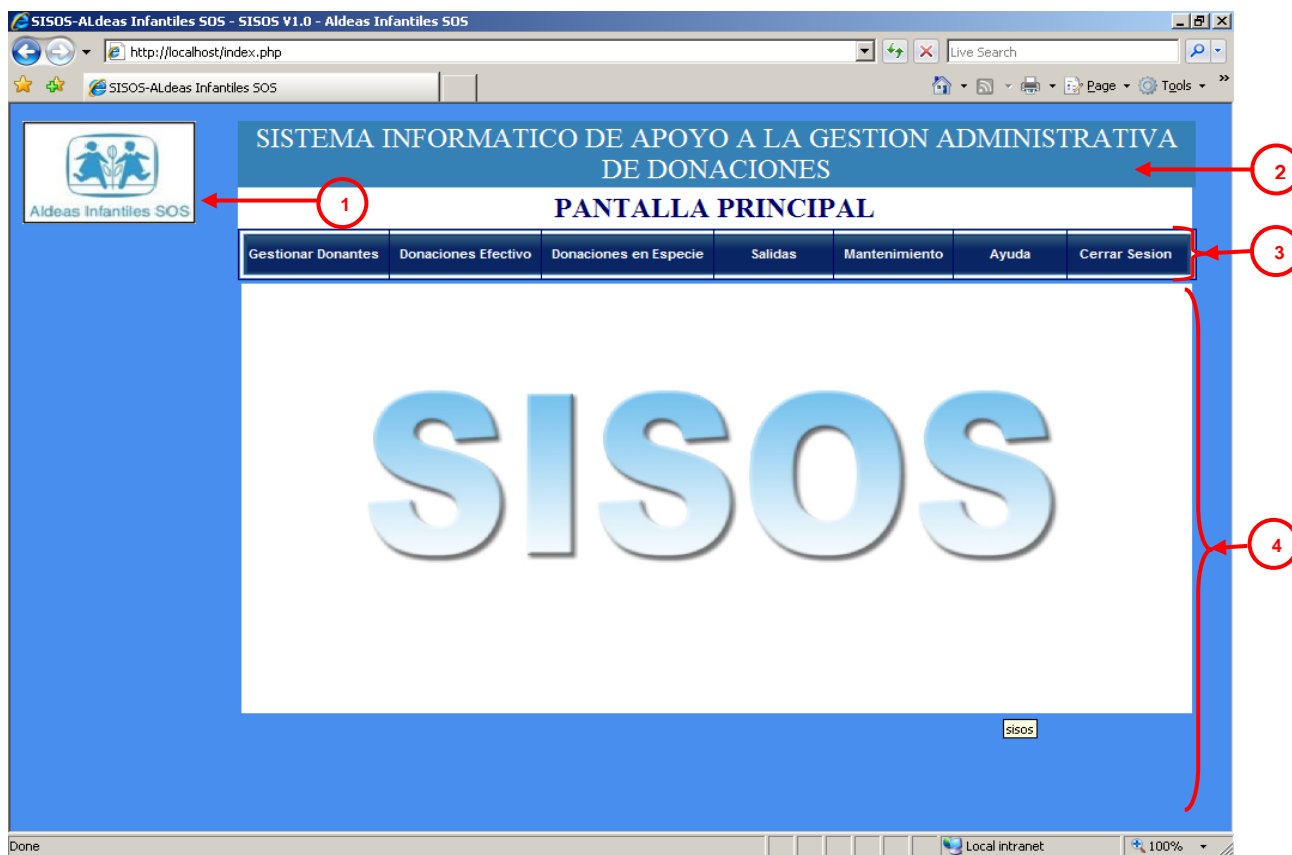 SISOS-ALdeas Infantiles SOS - SISOS V1.0 - Aldeas Infantiles SOS
http://localhost/index.php
Live Search
SISOS-ALdeas Infantiles SOS
Page
Tools
»
Aldeas Infantiles SOS
SISTEMA INFORMATICO DE APOYO A LA GESTION ADMINISTRATIVA
DE DONACIONES
2
1
PANTALLA PRINCIPAL
Gestionar Donantes Donaciones Efectivo Donaciones en Especie Salidas Mantenimiento Ayuda Cerrar Sesion
3
SISOS
4
sisos
Done
Local intranet
100%